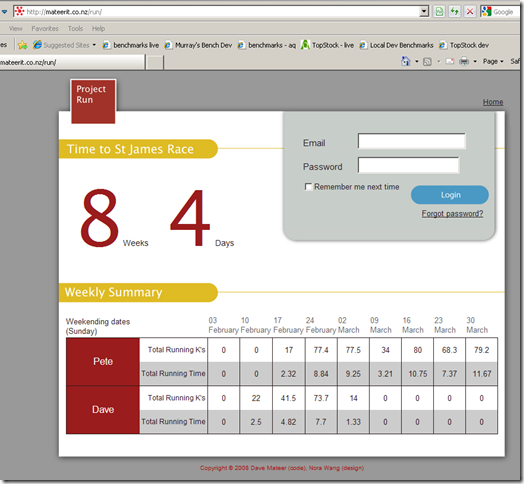 http://mateerit.co.nz/run/
Google
View Favorites Tools Help
es Suggested Sites benchmarks live Murray's Bench Dev benchmarks - aq TopStock - live Local Dev Benchmarks TopStock dev
mateerit.co.nz/run/
Page Saf
Project
Run
Home
Time to St James Race
Email
Password
Remember me next time
Login
Forgot password?
8 Weeks 4 Days
Weekly Summary
Weekending dates
(Sunday)
03 10 17 24 02 09 16 23 30
February February February February March March March March March
Pete
Total Running K's 0 0 17 77.4 77.5 34 80 68.3 79.2
Total Running Time 0 0 2.32 8.84 9.25 3.21 10.75 7.37 11.67
Dave
Total Running K's 0 22 41.5 73.7 14 0 0 0 0
Total Running Time 0 2.5 4.82 7.7 1.33 0 0 0 0
Copyright © 2008 Dave Mateer (code), Nora Wang (design)